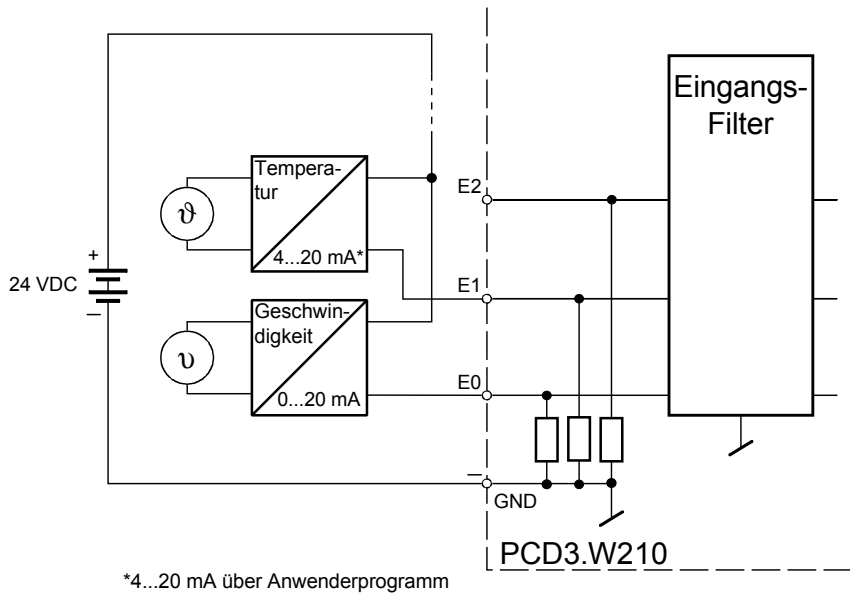 Eingangs-
Filter
Tempera-
tur
ϑ
4...20 mA*
E2
+
24 VDC
–
E1
Geschwin-
digkeit
υ
0...20 mA
E0
–
GND
PCD3.W210
*4...20 mA über Anwenderprogramm